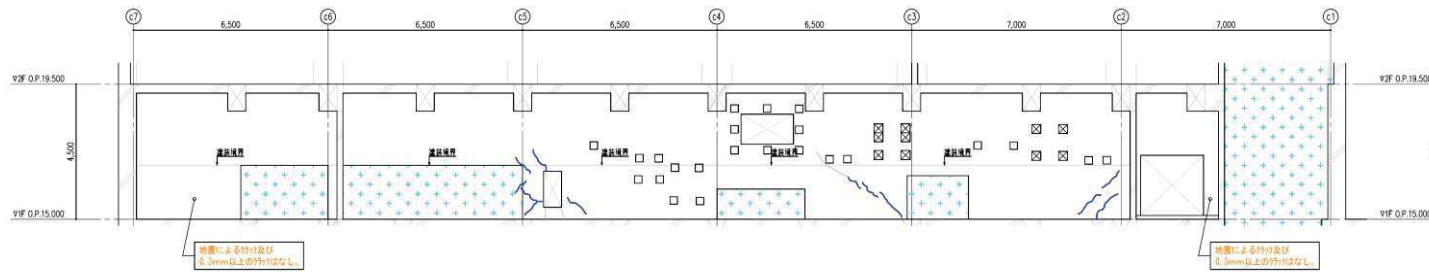 c7 c6 c5 c4 c3 c2 c1
6,500 6,500 6,500 6,500 7,000 7,000
▽2F O.P.19.500 ▽2F O.P.19.500
4,500
塗装境界 塗装境界 塗装境界 塗装境界 塗装境界
▽1F O.P.15.000 ▽1F O.P.15.000
地震によるクラック及び
0.3mm以上のクラックはなし。
地震によるクラック及び
0.3mm以上のクラックはなし。